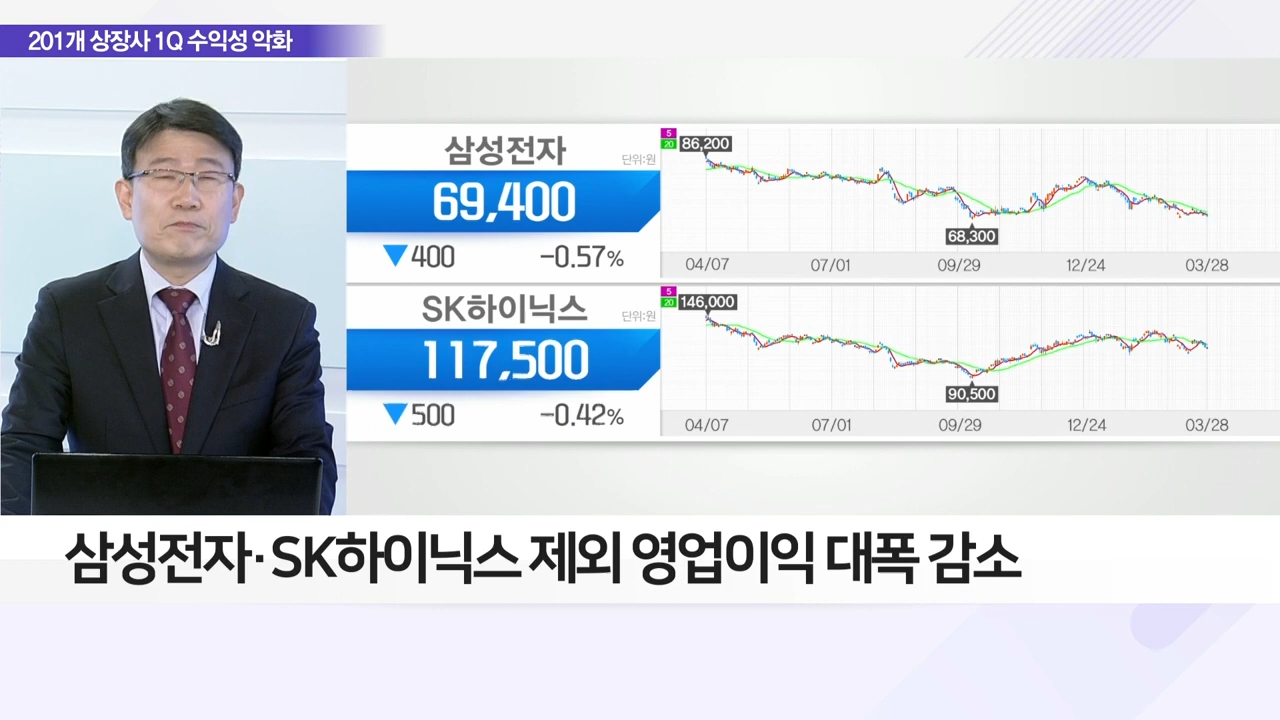 201개 상장사 1Q 수익성 악화
삼성전자
단위:원
69,400
▼400 -0.57%
5
20
86,200
68,300
04/07 07/01 09/29 12/24 03/28
SK하이닉스
단위:원
117,500
▼500 -0.42%
5
20
146,000
90,500
04/07 07/01 09/29 12/24 03/28
삼성전자·SK하이닉스 제외 영업이익 대폭 감소